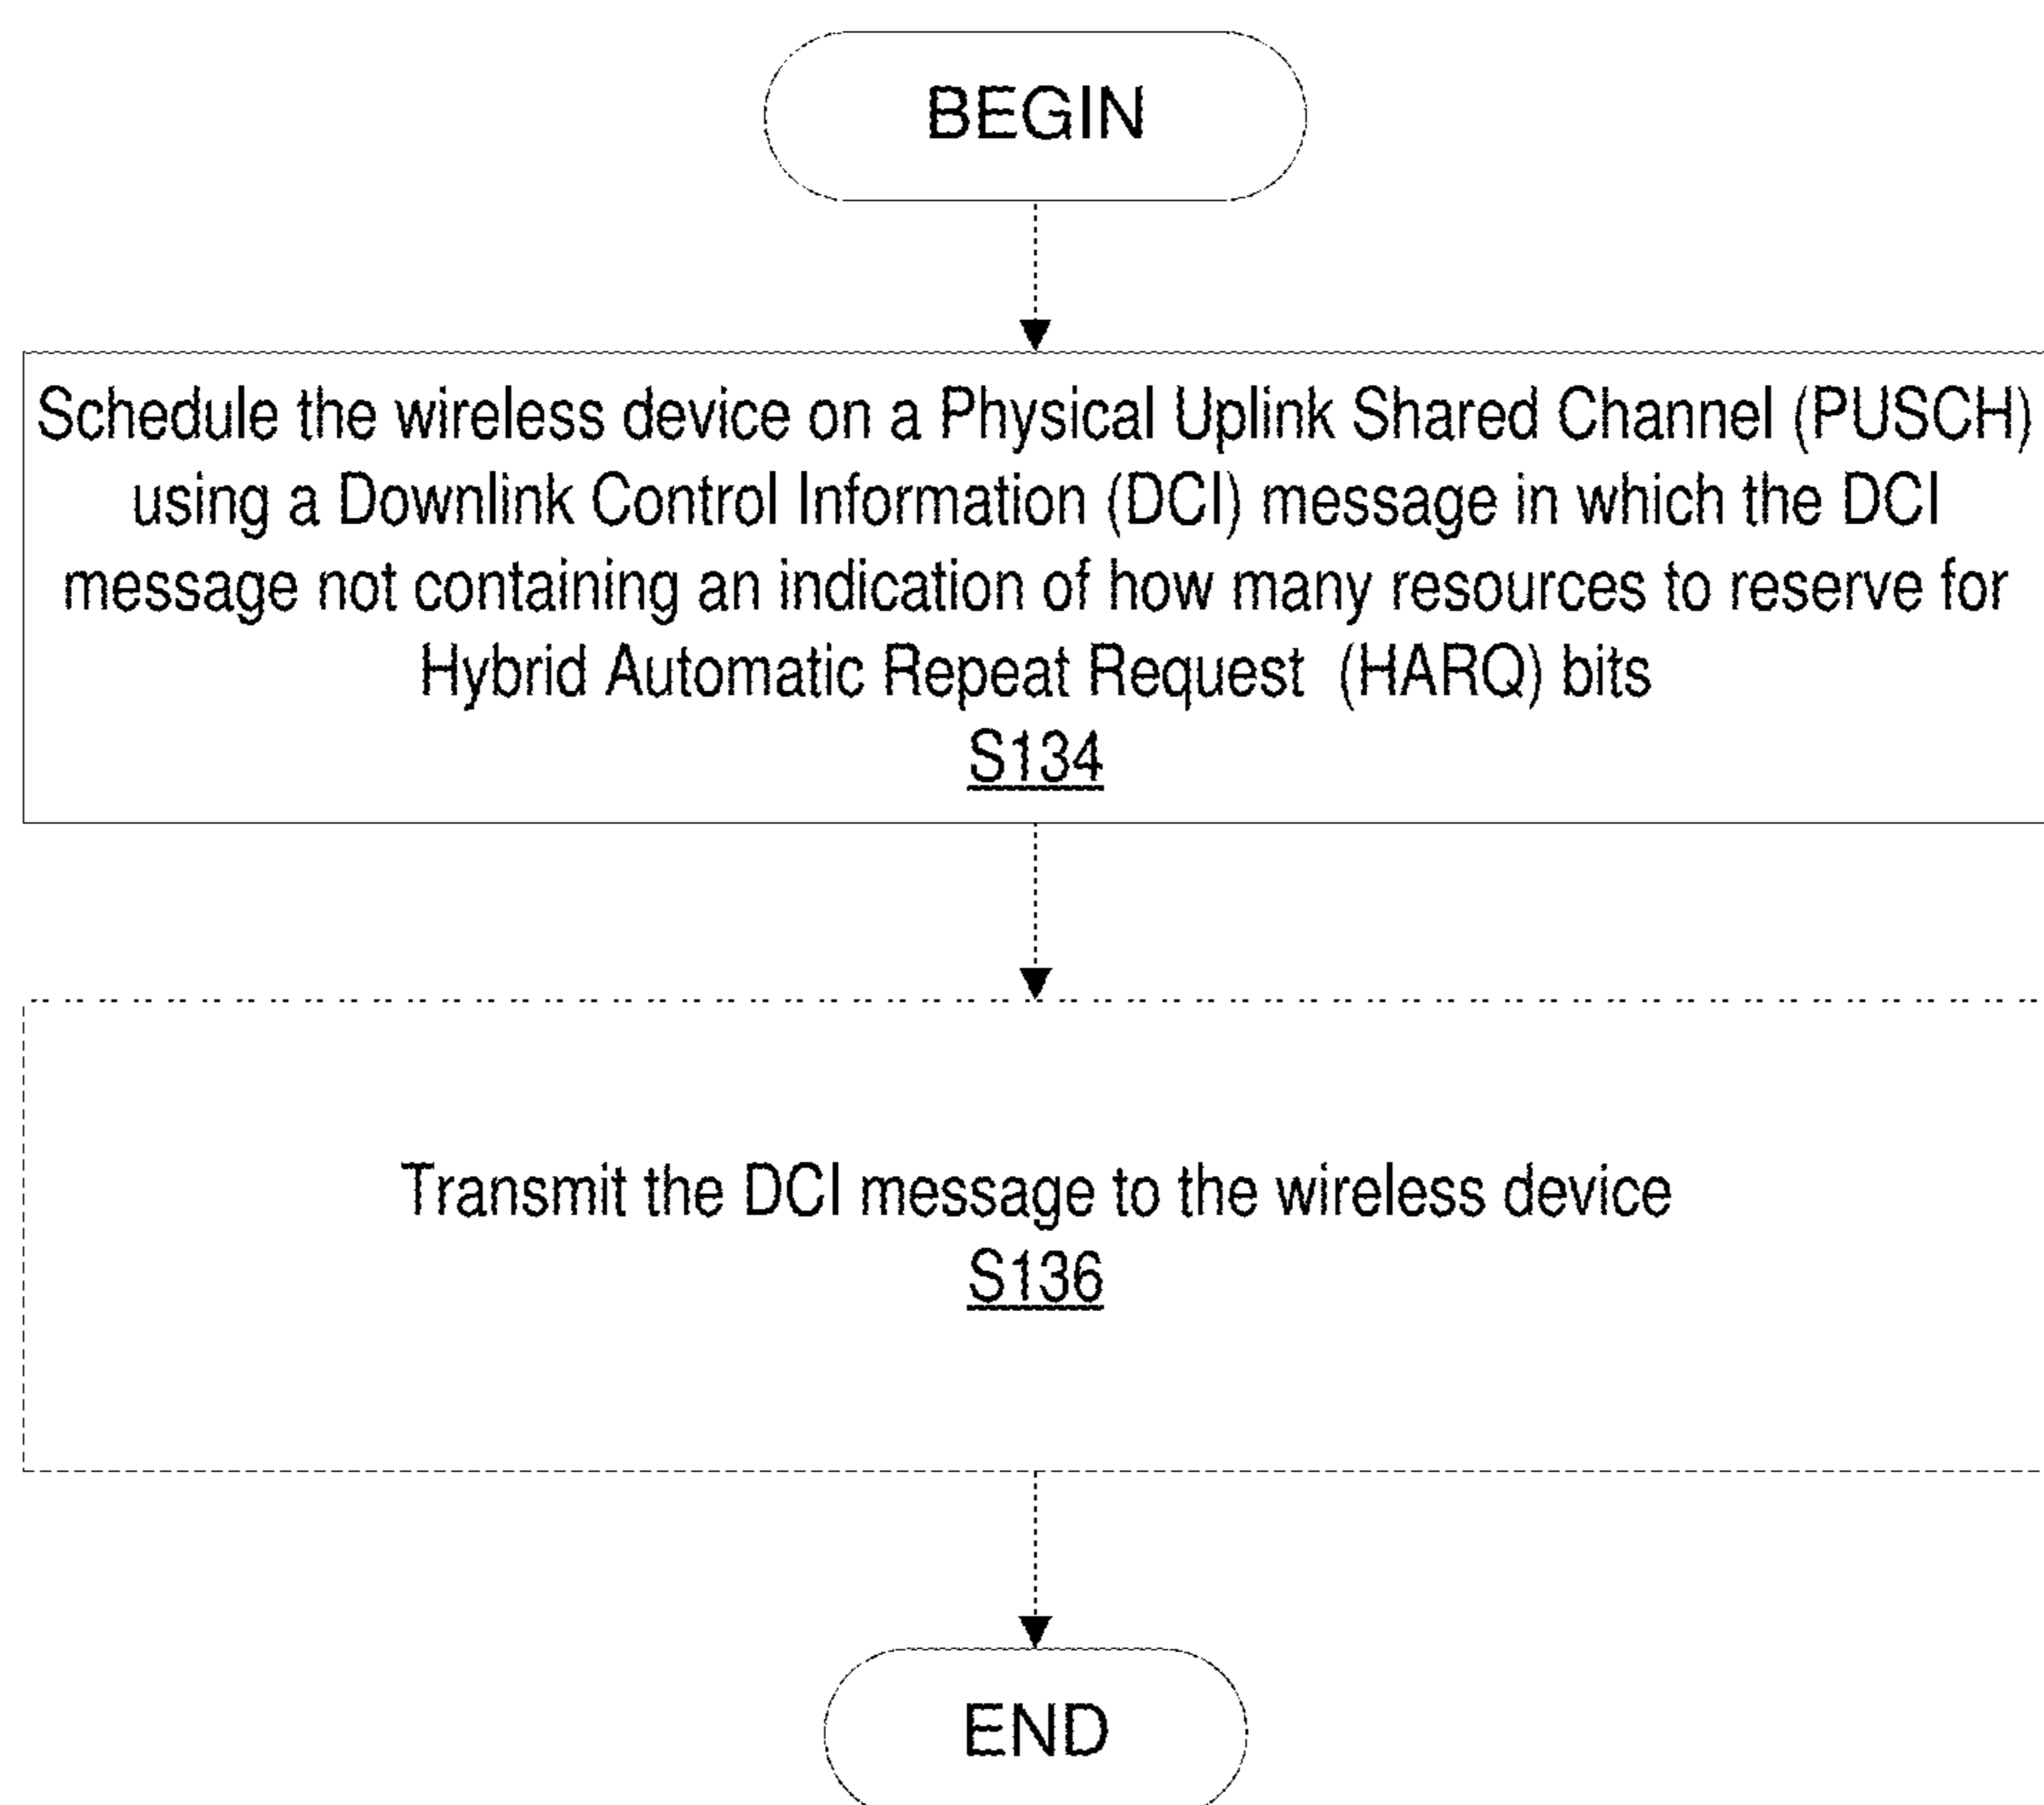 BEGIN
Schedule the wireless device on a Physical Uplink Shared Channel (PUSCH)
using a Downlink Control Information (DCI) message in which the DCI
message not containing an indication of how many resources to reserve for
Hybrid Automatic Repeat Request (HARQ) bits
S134
Transmit the DCI message to the wireless device
S136
END